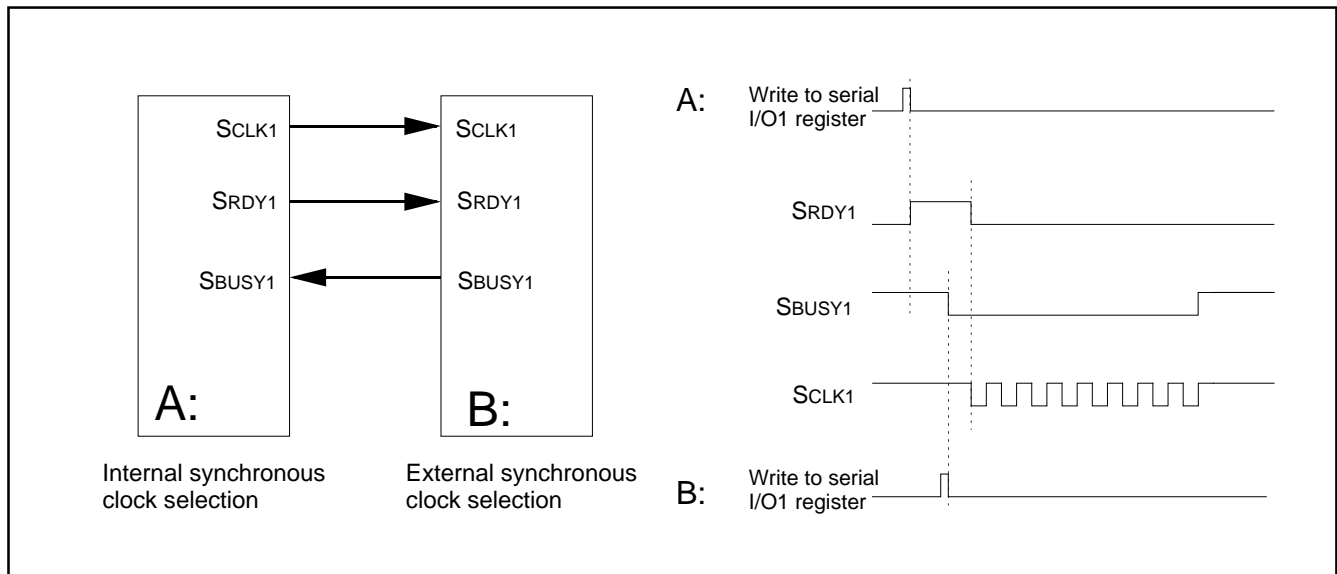 SCLK1
SRDY1
SBUSY1
A:
Internal synchronous
clock selection
SCLK1
SRDY1
SBUSY1
B:
External synchronous
clock selection
A:
Write to serial
I/O1 register
SRDY1
SBUSY1
SCLK1
B:
Write to serial
I/O1 register